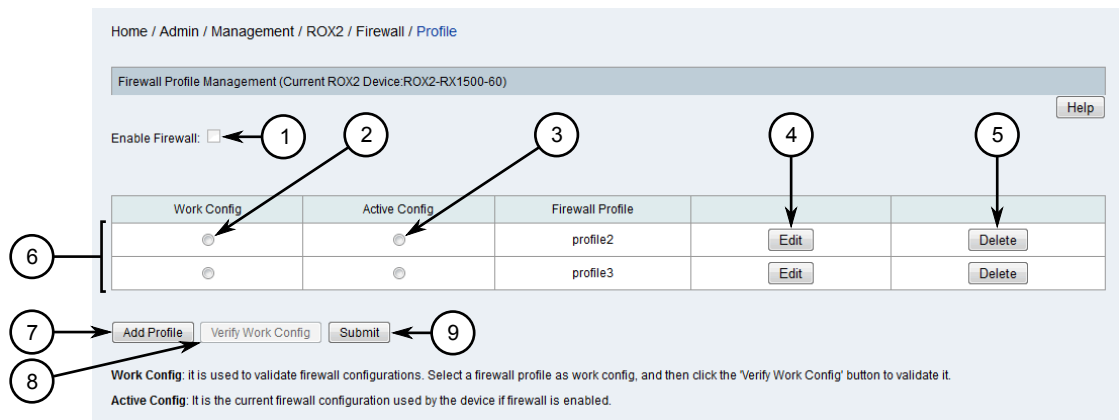 Home / Admin / Management / ROX2 / Firewall / Profile
Firewall Profile Management (Current ROX2 Device:ROX2-RX1500-60)
Help
Enable Firewall:
1
2
3
4
5
Work Config Active Config Firewall Profile
profile2 Edit Delete
6
profile3 Edit Delete
7
Add Profile Verify Work Config Submit
9
8
Work Config: it is used to validate firewall configurations. Select a firewall profile as work config, and then click the 'Verify Work Config' button to validate it.
Active Config: It is the current firewall configuration used by the device if firewall is enabled.